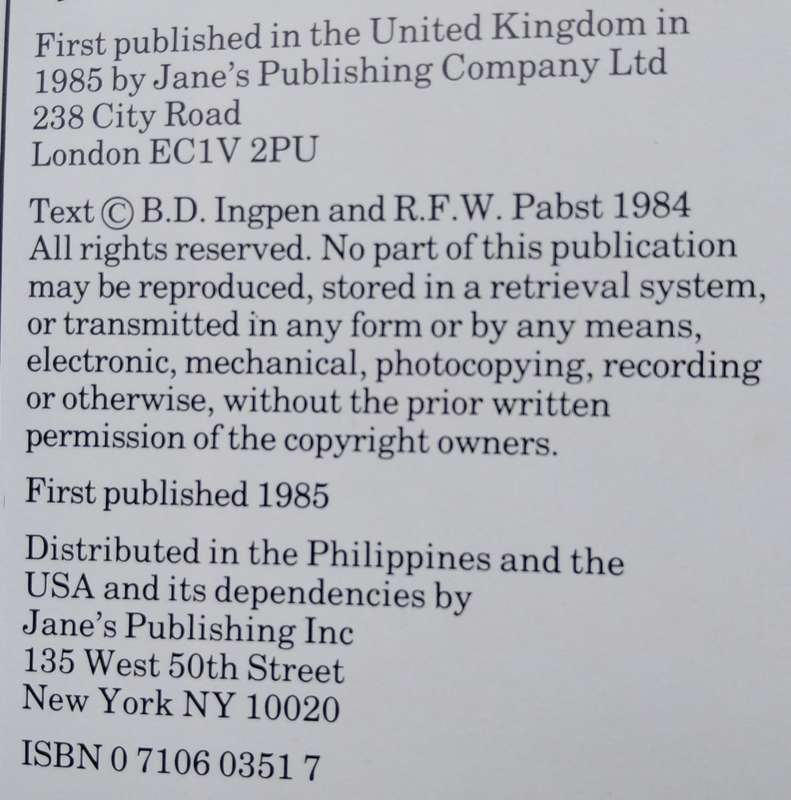 First published in the United Kingdom in
1985 by Jane's Publishing Company Ltd
238 City Road
London EC1V 2PU
Text © B.D. Ingpen and R.F.W. Pabst 1984
All rights reserved. No part of this publication
may be reproduced, stored in a retrieval system,
or transmitted in any form or by any means,
electronic, mechanical, photocopying, recording
or otherwise, without the prior written
permission of the copyright owners.
First published 1985
Distributed in the Philippines and the
USA and its dependencies by
Jane's Publishing Inc
135 West 50th Street
New York NY 10020
ISBN 0 7106 0351 7